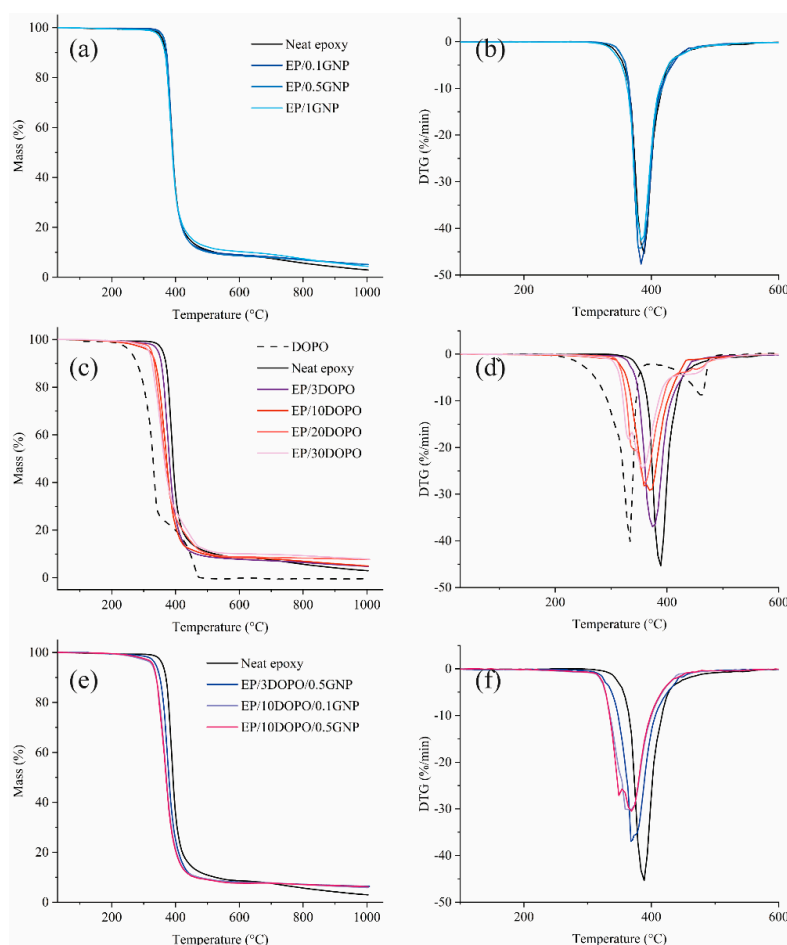 (a)
Neat epoxy
EP/0.1GNP
EP/0.5GNP
EP/1GNP
Mass (%)
100
80
60
40
20
0
200 400 600 800 1000
Temperature (°C)
(b)
DTG (%/min)
0
-10
-20
-30
-40
-50
200 400 600
Temperature (°C)
(c)
DOPO
Neat epoxy
EP/3DOPO
EP/10DOPO
EP/20DOPO
EP/30DOPO
Mass (%)
100
80
60
40
20
0
200 400 600 800 1000
Temperature (°C)
(d)
DTG (%/min)
0
-10
-20
-30
-40
-50
200 400 600
Temperature (°C)
(e)
Neat epoxy
EP/3DOPO/0.5GNP
EP/10DOPO/0.1GNP
EP/10DOPO/0.5GNP
Mass (%)
100
80
60
40
20
0
200 400 600 800 1000
Temperature (°C)
(f)
DTG (%/min)
0
-10
-20
-30
-40
-50
200 400 600
Temperature (°C)